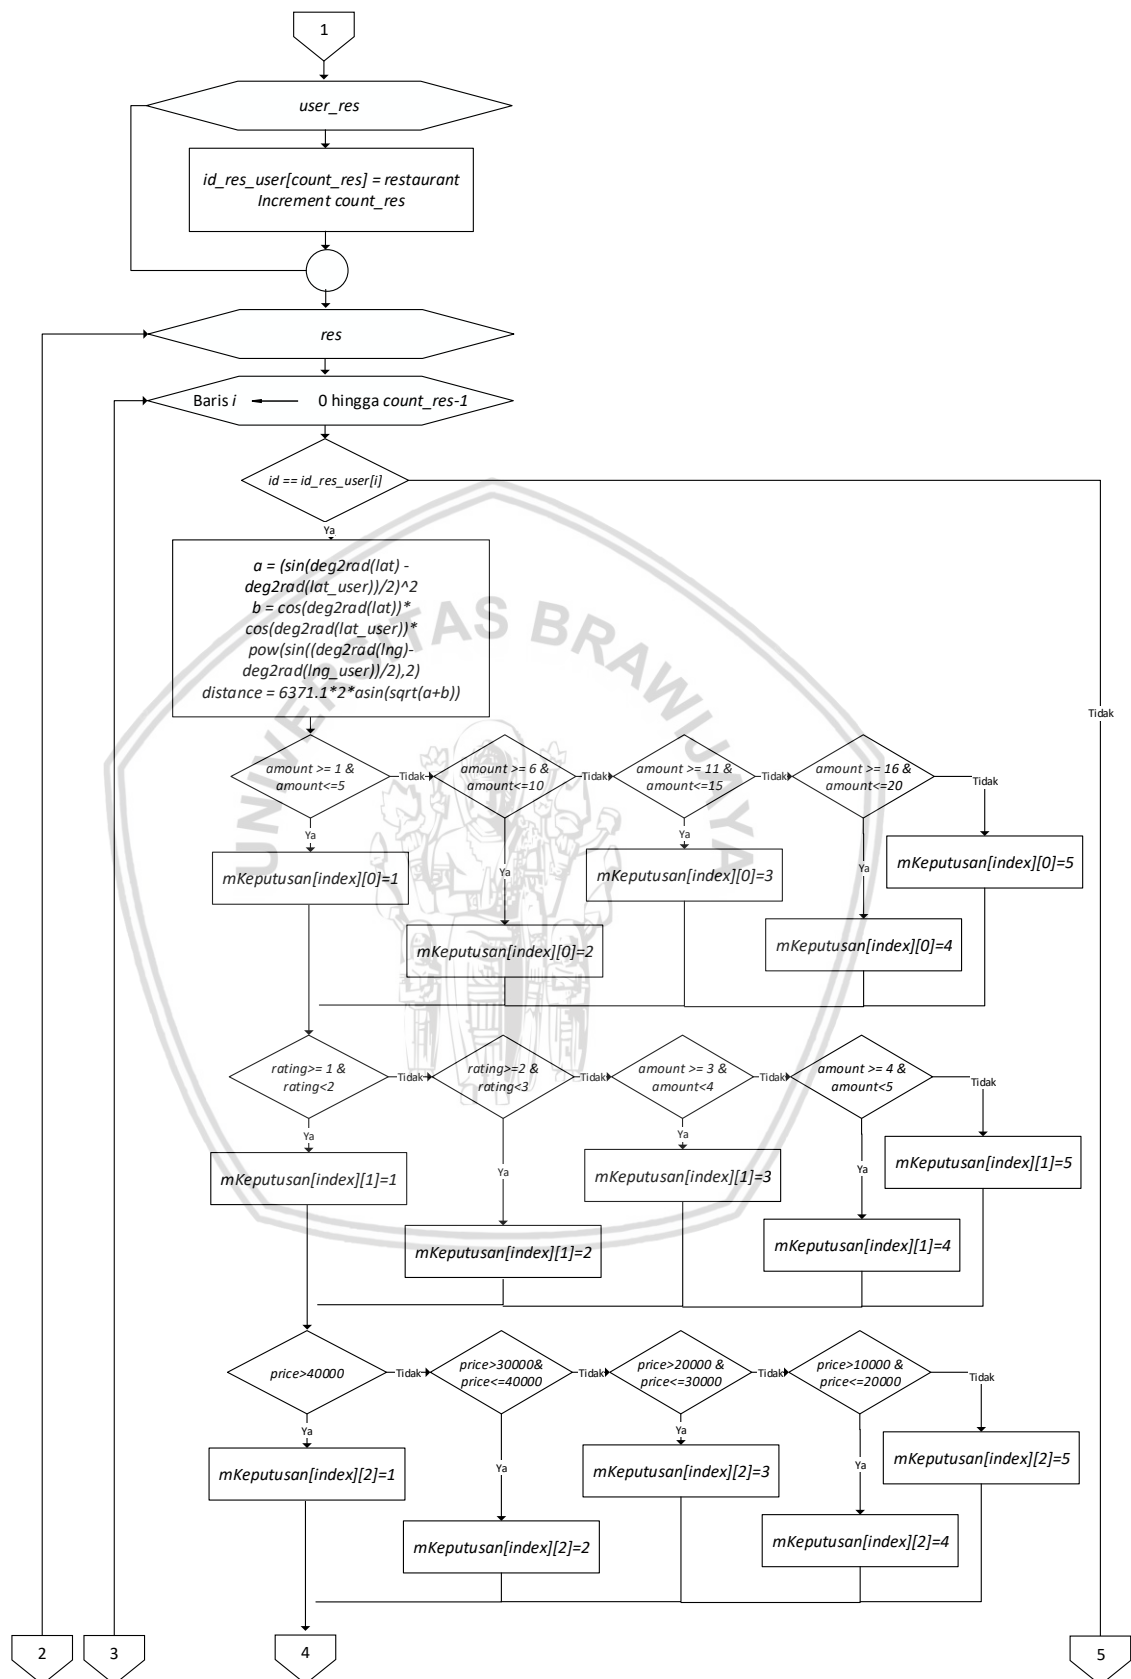 1
user_res
id_res_user[count_res] = restaurant
Increment count_res
res
Baris i 0 hingga count_res-1
id == id_res_user[i]
Ya
a = (sin(deg2rad(lat) -
deg2rad(lat_user))/2)^2
b = cos(deg2rad(lat))*
cos(deg2rad(lat_user))*
pow(sin((deg2rad(lng)-
deg2rad(lng_user))/2),2)
distance = 6371.1*2*asin(sqrt(a+b))
Tidak
UNIVERSITAS BRAWIJAYA
amount >= 1 &
amount<=5
Tidak
amount >= 6 &
amount<=10
Tidak
amount >= 11 &
amount<=15
Tidak
amount >= 16 &
amount<=20
Tidak
Ya
Ya
Ya
Ya
mKeputusan[index][0]=1
mKeputusan[index][0]=3
mKeputusan[index][0]=5
mKeputusan[index][0]=2
mKeputusan[index][0]=4
rating>= 1 &
rating<2
Tidak
rating>=2 &
rating<3
Tidak
amount >= 3 &
amount<4
Tidak
amount >= 4 &
amount<5
Tidak
Ya
Ya
Ya
Ya
mKeputusan[index][1]=1
mKeputusan[index][1]=3
mKeputusan[index][1]=5
mKeputusan[index][1]=2
mKeputusan[index][1]=4
price>40000
Tidak
price>30000&
price<=40000
Tidak
price>20000 &
price<=30000
Tidak
price>10000 &
price<=20000
Tidak
Ya
Ya
Ya
Ya
mKeputusan[index][2]=1
mKeputusan[index][2]=3
mKeputusan[index][2]=5
mKeputusan[index][2]=2
mKeputusan[index][2]=4
2
3
4
5